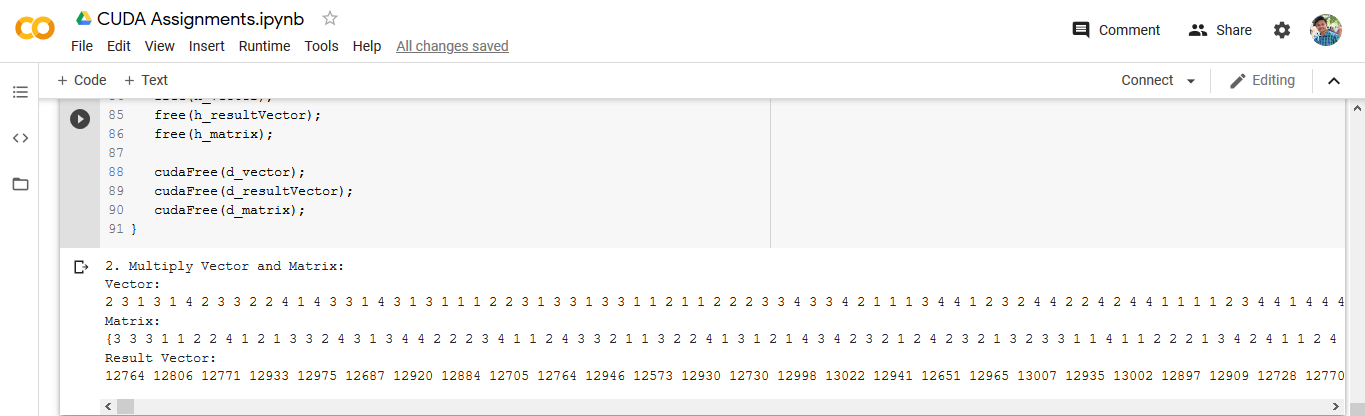 CUDA Assignments.ipynb
File Edit View Insert Runtime Tools Help All changes saved
Comment Share
+ Code + Text
Connect Editing
85 free(h_resultVector);
86 free(h_matrix);
87
88 cudaFree(d_vector);
89 cudaFree(d_resultVector);
90 cudaFree(d_matrix);
91 }
2. Multiply Vector and Matrix:
Vector:
2 3 1 3 1 4 2 3 3 2 2 4 1 4 3 3 1 4 3 1 3 1 1 1 2 2 3 1 3 3 1 3 3 1 1 2 1 1 2 2 2 3 3 4 3 3 4 2 1 1 1 3 4 4 1 2 3 2 4 4 2 2 4 2 4 4 1 1 1 1 2 3 4 4 1 4 4 4
Matrix:
{3 3 3 1 1 2 2 4 1 2 1 3 3 2 4 3 1 3 4 4 2 2 2 3 4 1 1 2 4 3 3 2 1 1 3 2 2 4 1 3 1 2 1 4 3 2 1 2 4 2 3 2 1 3 2 3 3 1 1 4 1 1 2 2 2 1 3 4 2 4 1 1 2 4
Result Vector:
12764 12806 12771 12933 12975 12687 12920 12884 12705 12764 12946 12573 12930 12730 12998 13022 12941 12651 12965 13007 12935 13002 12897 12909 12728 12770